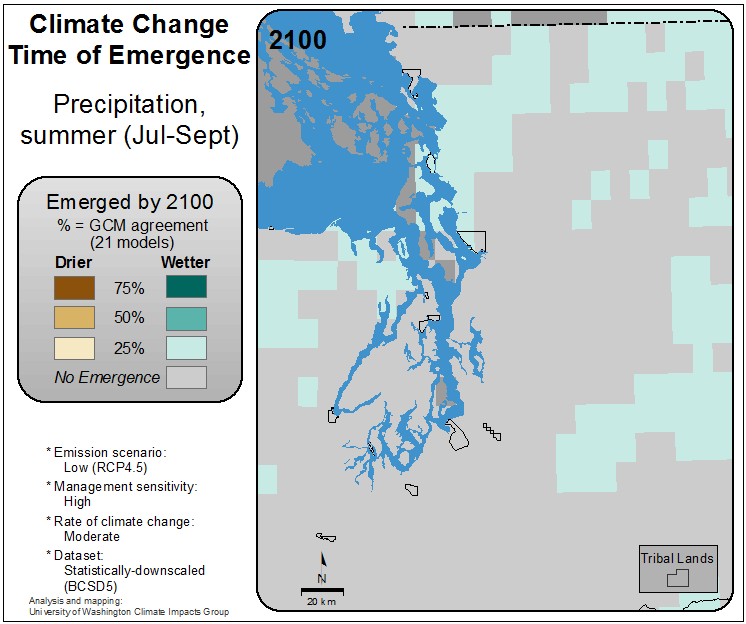 Climate Change
Time of Emergence
Precipitation,
summer (Jul-Sept)
Emerged by 2100
% = GCM agreement
(21 models)
Drier Wetter
75%
50%
25%
No Emergence
* Emission scenario:
Low (RCP4.5)
* Management sensitivity:
High
* Rate of climate change:
Moderate
* Dataset:
Statistically-downscaled
(BCSD5)
Analysis and mapping:
University of Washington Climate Impacts Group
2100
N
20 km
Tribal Lands